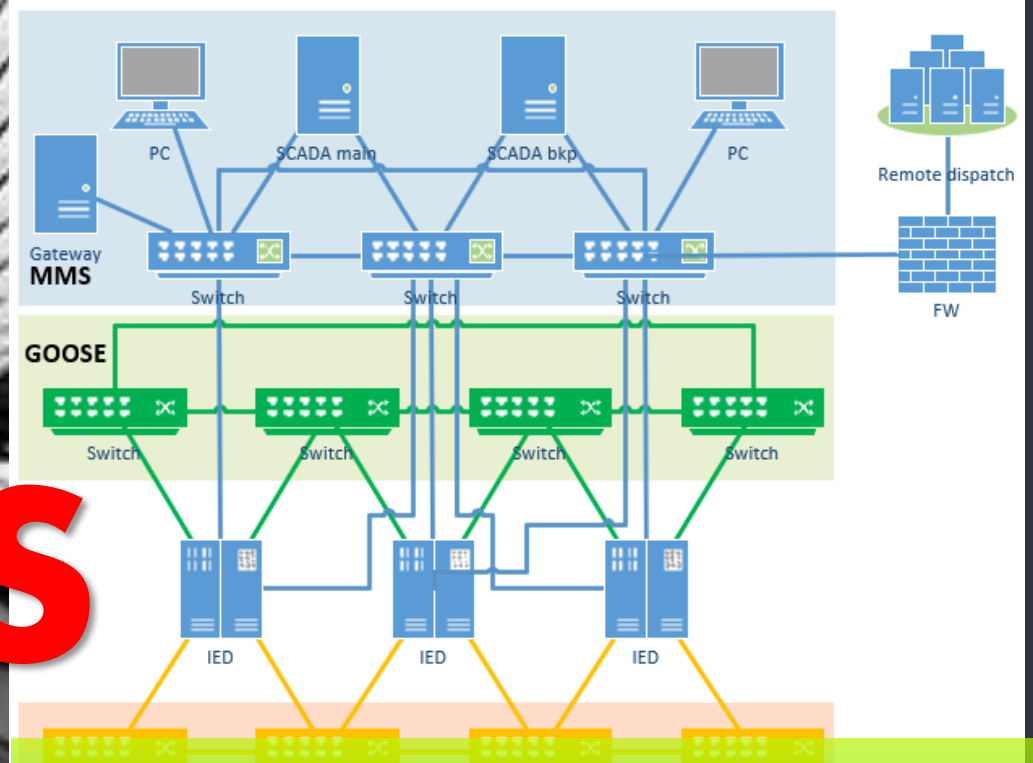 PC
SCADA main
SCADA bkp
PC
Remote dispatch
Gateway
MMS
Switch
Switch
Switch
FW
GOOSE
Switch
Switch
Switch
Switch
S
IED
IED
IED